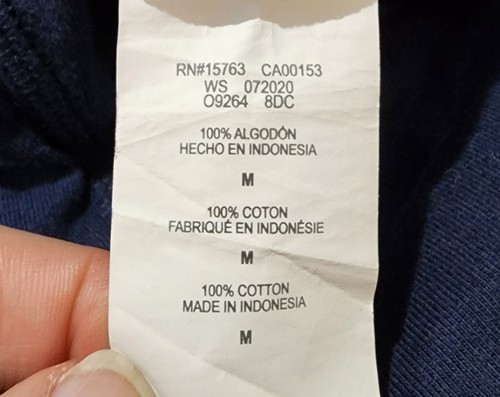 RN#15763 CA00153
WS 072020
O9264 8DC
100% ALGODÓN
HECHO EN INDONESIA
M
100% COTON
FABRIQUÉ EN INDONÉSIE
M
100% COTTON
MADE IN INDONESIA
M